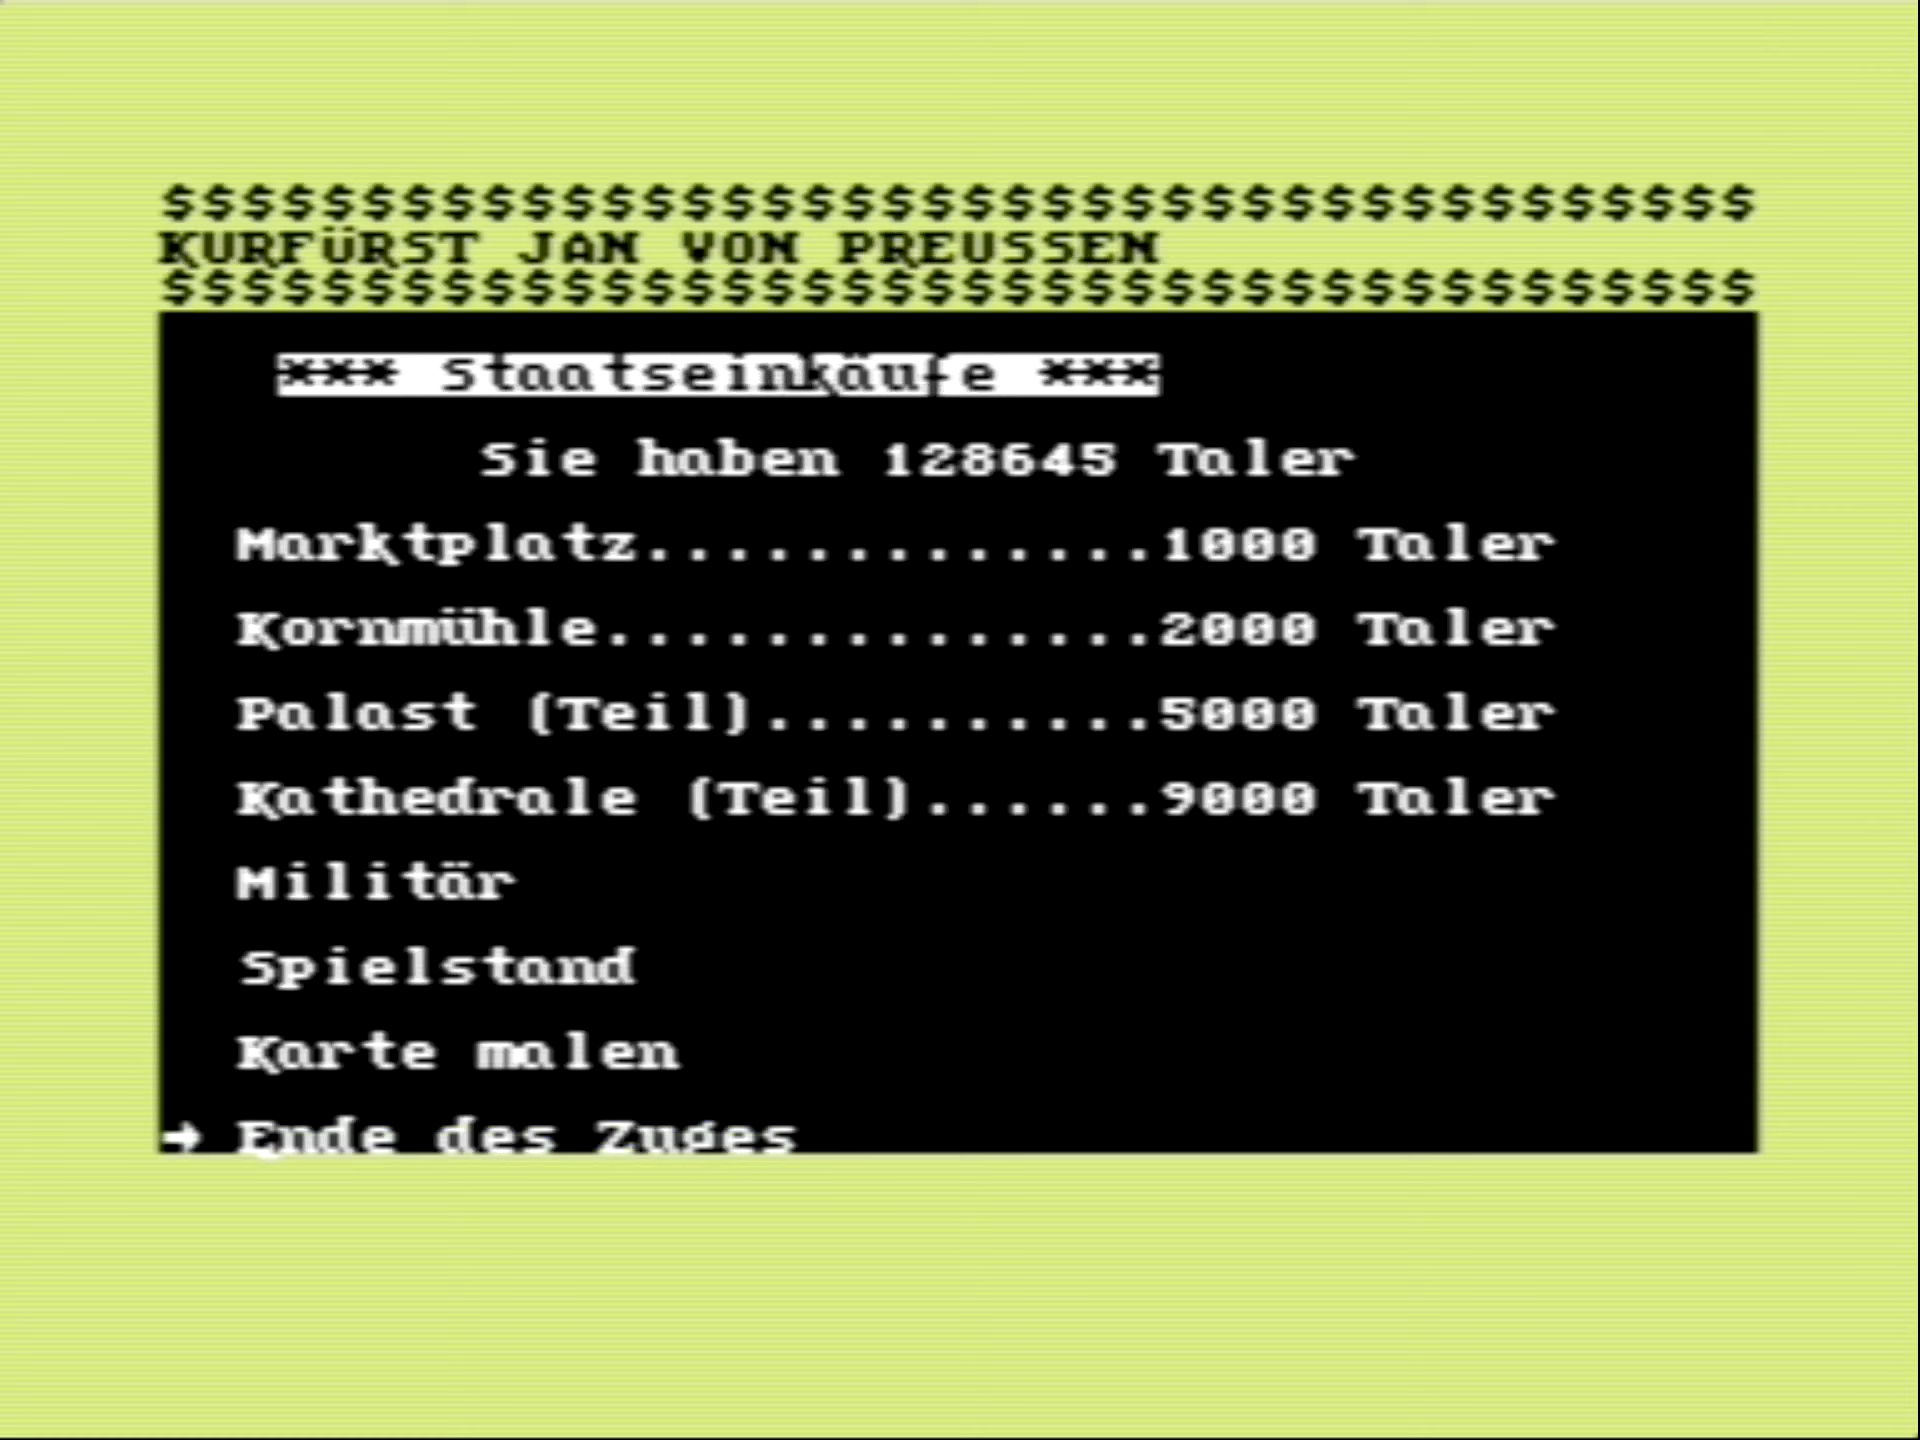 $$$$$$$$$$$$$$$$$$$$$$$$$$$$$$$$$$$$$$$$
KURFüRST JAN VON PREUSSEN
$$$$$$$$$$$$$$$$$$$$$$$$$$$$$$$$$$$$$$$$
*** Staatseinkäufe ***
Sie haben 128645 Taler
Marktplatz.............1000 Taler
Kornmühle..............2000 Taler
Palast (Teil)..........5000 Taler
Kathedrale (Teil)......9000 Taler
Militär
Spielstand
Karte malen
→ Ende des Zuges